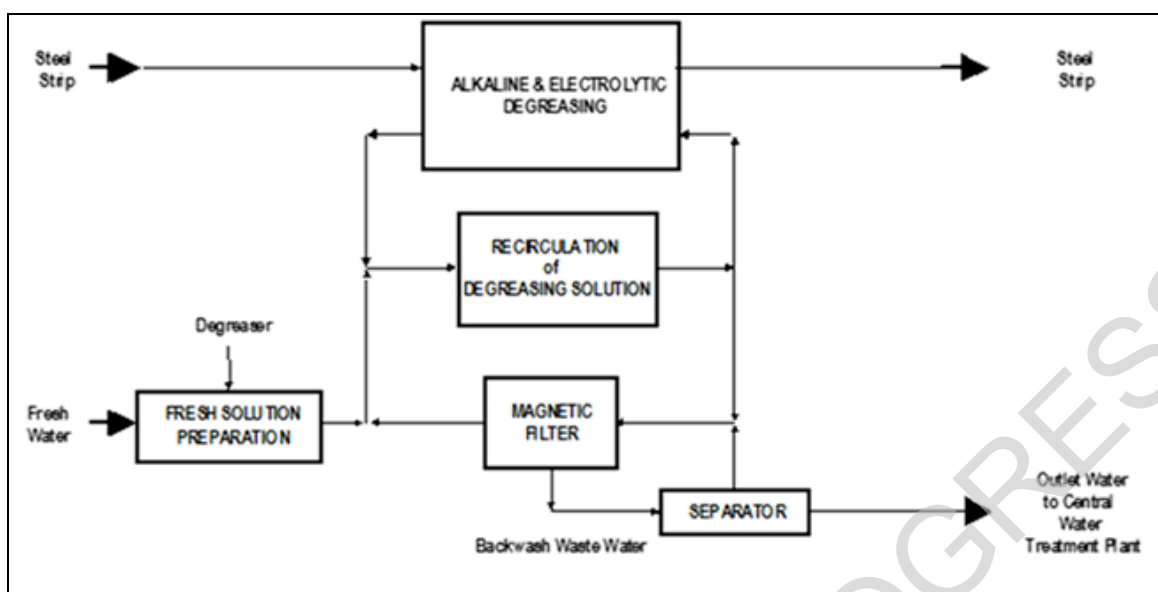 Steel
Strip
ALKALINE & ELECTROLYTIC
DEGREASING
Steel
Strip
RECIRCULATION
of
DEGREASING SOLUTION
Degreaser
Fresh
Water
FRESH SOLUTION
PREPARATION
MAGNETIC
FILTER
SEPARATOR
Backwash Waste Water
Outlet Water
to Central
Water
Treatment Plant
GRESS